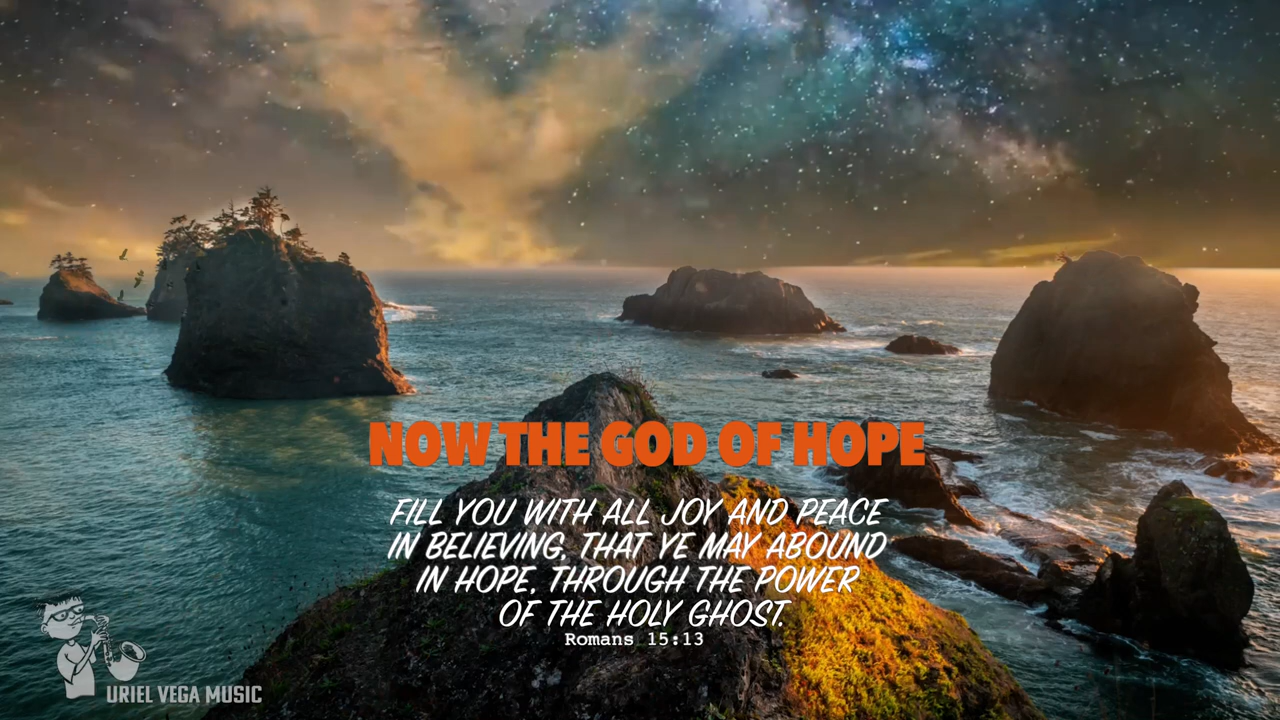 NOW THE GOD OF HOPE
FILL YOU WITH ALL JOY AND PEACE
IN BELIEVING, THAT YE MAY ABOUND
IN HOPE, THROUGH THE POWER
OF THE HOLY GHOST.
Romans 15:13
URIEL VEGA MUSIC